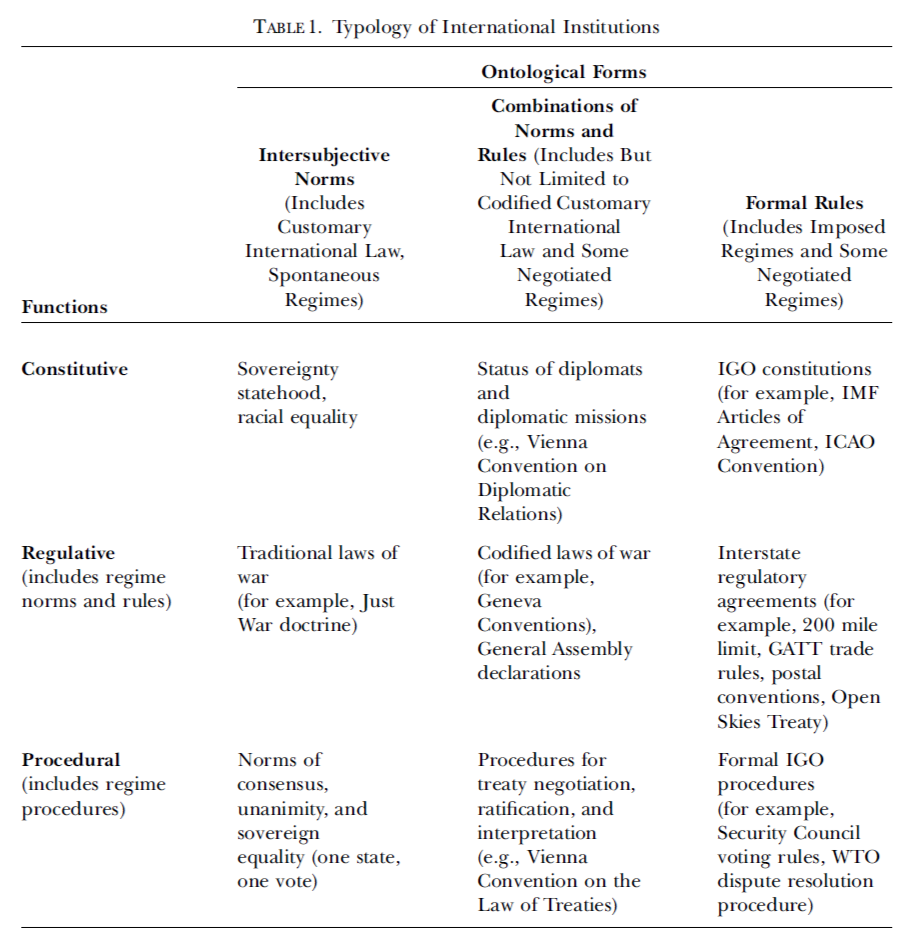 TABLE 1. Typology of International Institutions
Ontological Forms
Functions
Intersubjective
Norms
(Includes
Customary
International Law,
Spontaneous
Regimes)
Combinations of
Norms and
Rules (Includes But
Not Limited to
Codified Customary
International
Law and Some
Negotiated
Regimes)
Formal Rules
(Includes Imposed
Regimes and Some
Negotiated
Regimes)
Constitutive
Sovereignty
statehood,
racial equality
Status of diplomats
and
diplomatic missions
(e.g., Vienna
Convention on
Diplomatic
Relations)
IGO constitutions
(for example, IMF
Articles of
Agreement, ICAO
Convention)
Regulative
(includes regime
norms and rules)
Traditional laws of
war
(for example, Just
War doctrine)
Codified laws of war
(for example,
Geneva
Conventions),
General Assembly
declarations
Interstate
regulatory
agreements (for
example, 200 mile
limit, GATT trade
rules, postal
conventions, Open
Skies Treaty)
Procedural
(includes regime
procedures)
Norms of
consensus,
unanimity, and
sovereign
equality (one state,
one vote)
Procedures for
treaty negotiation,
ratification, and
interpretation
(e.g., Vienna
Convention on the
Law of Treaties)
Formal IGO
procedures
(for example,
Security Council
voting rules, WTO
dispute resolution
procedure)